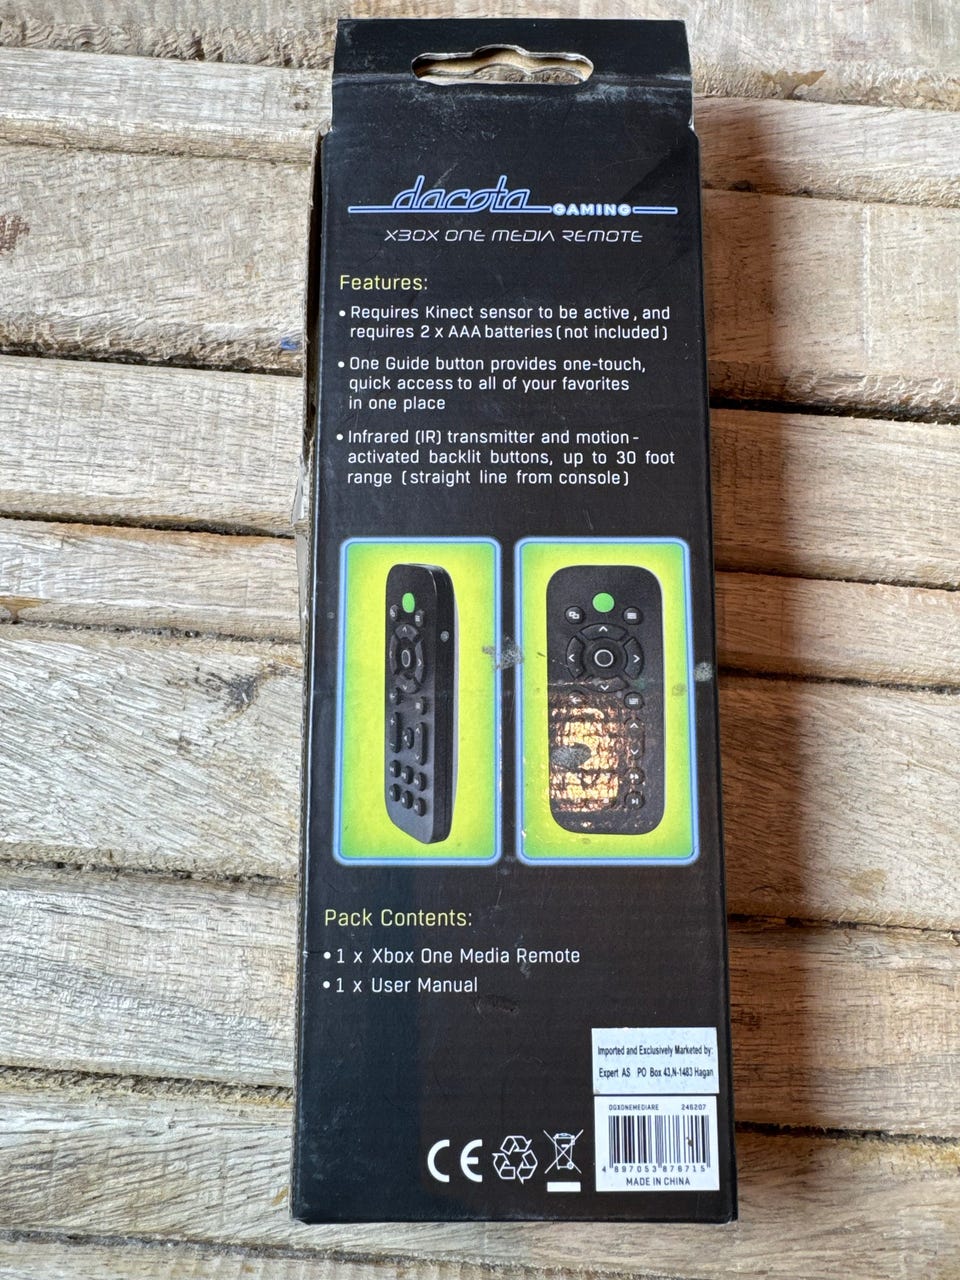 dacota GAMING
XBOX ONE MEDIA REMOTE
Features:
• Requires Kinect sensor to be active, and
requires 2 x AAA batteries (not included)
• One Guide button provides one-touch,
quick access to all of your favorites
in one place
• Infrared (IR) transmitter and motion-
activated backlit buttons, up to 30 foot
range (straight line from console)
Pack Contents:
• 1 x Xbox One Media Remote
• 1 x User Manual
Imported and Exclusively Marketed by:
Expert AS PO Box 43,N-1483 Hagan
DGXONEMEDIARE 246207
4 897053 876715
MADE IN CHINA
CE